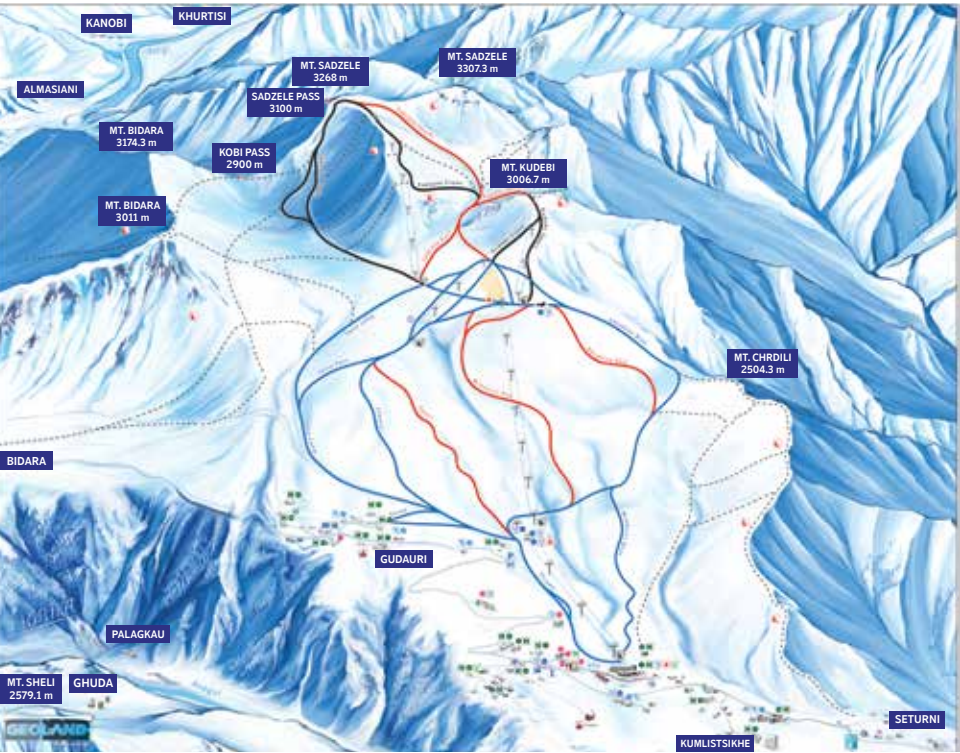 KHURTISI
KANOBI
MT. SADZELE
3307.3 m
MT. SADZELE
3268 m
ALMASIANI
SADZELE PASS
3100 m
MT. BIDARA
3174.3 m
KOBI PASS
2900 m
MT. KUDEBI
3006.7 m
MT. BIDARA
3011 m
MT. CHRDILI
2504.3 m
BIDARA
GUDAURI
PALAGKAU
MT. SHELI
2579.1 m
GHUDA
SETURNI
GEOLAND
KUMLISTSIKHE